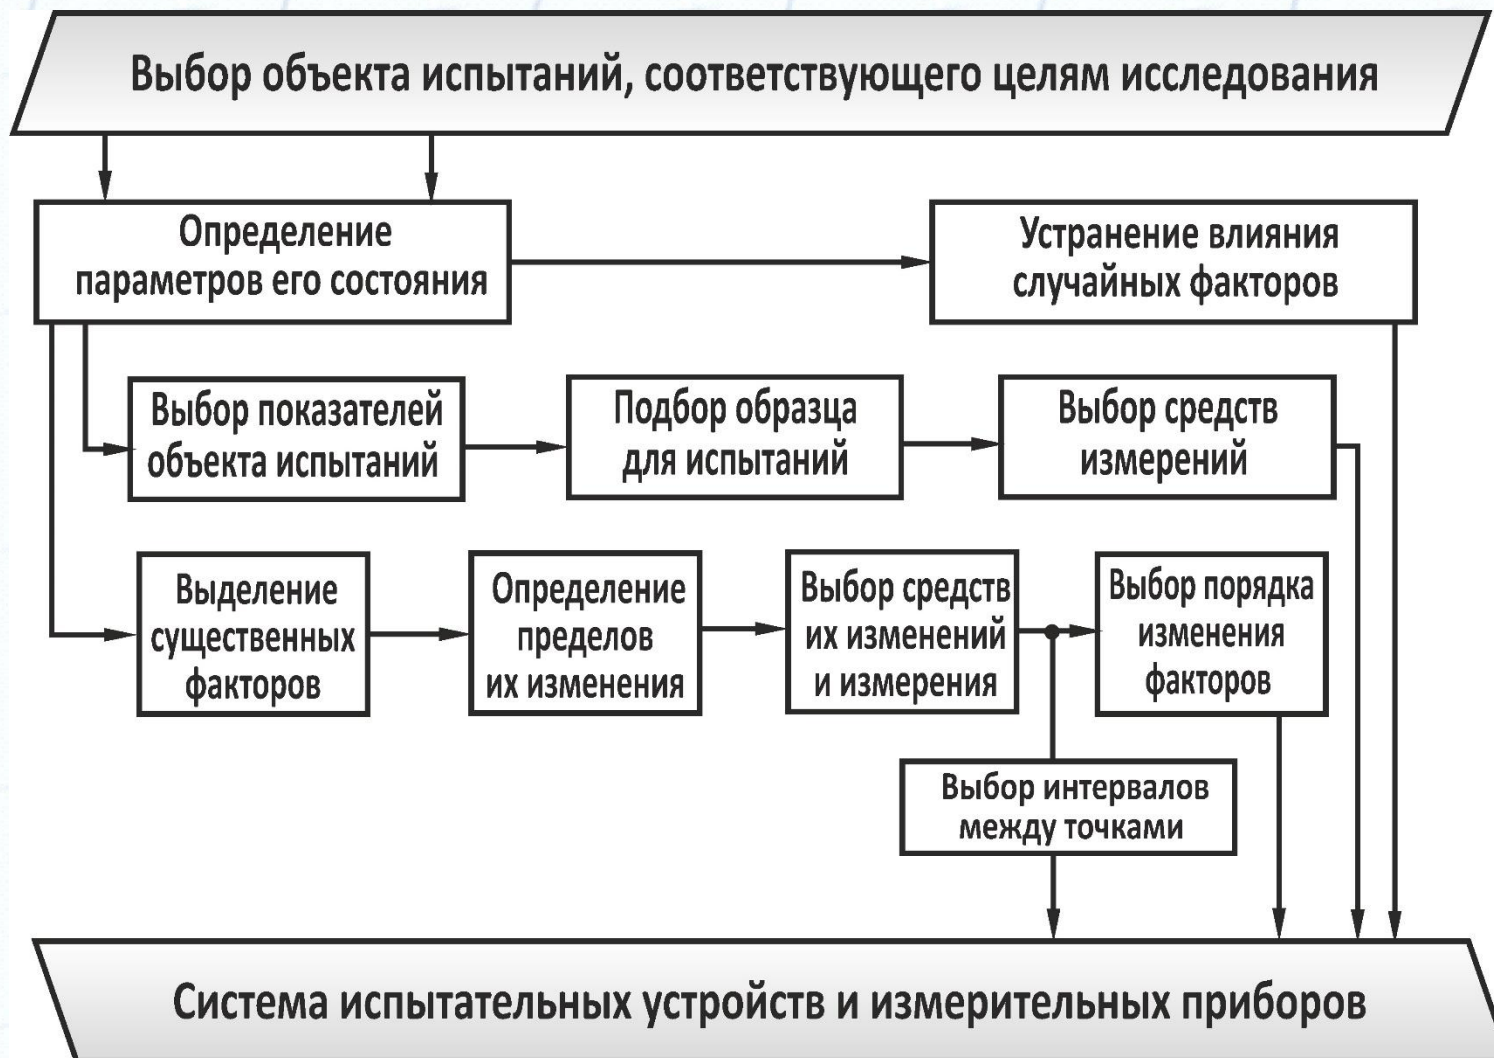 Выбор объекта испытаний, соответствующего целям исследования
Определение
параметров его состояния
Устранение влияния
случайных факторов
Выбор показателей
объекта испытаний
Подбор образца
для испытаний
Выбор средств
измерений
Выделение
существенных
факторов
Определение
пределов
их изменения
Выбор средств
их изменений
и измерения
Выбор порядка
изменения
факторов
Выбор интервалов
между точками
Система испытательных устройств и измерительных приборов